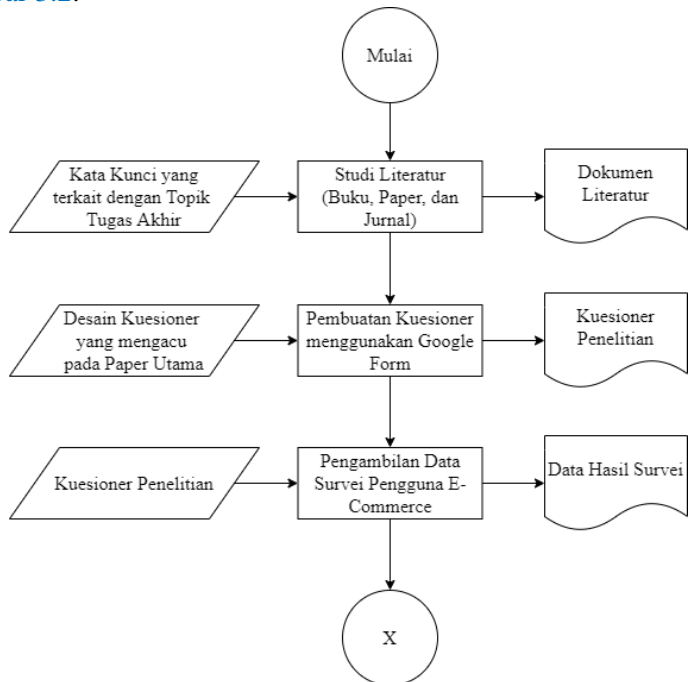 3.2.
Mulai
Kata Kunci yang
terkait dengan Topik
Tugas Akhir
Studi Literatur
(Buku, Paper, dan
Jurnal)
Dokumen
Literatur
Desain Kuesioner
yang mengacu
pada Paper Utama
Pembuatan Kuesioner
menggunakan Google
Form
Kuesioner
Penelitian
Kuesioner Penelitian
Pengambilan Data
Survei Pengguna E-
Commerce
Data Hasil Survei
X